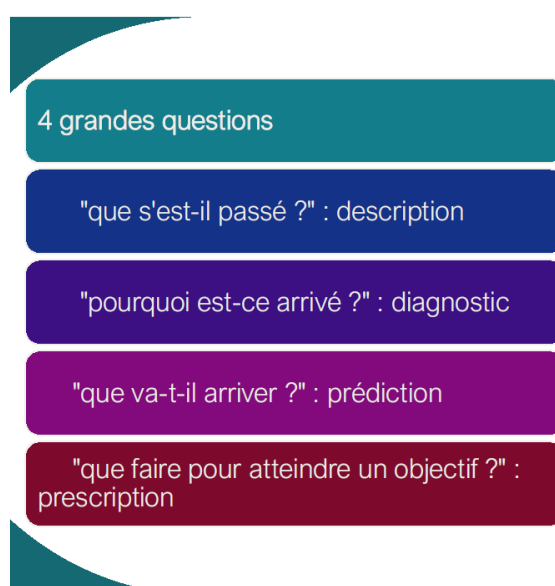 4 grandes questions
"que s'est-il passé ?" : description
"pourquoi est-ce arrivé ?" : diagnostic
"que va-t-il arriver ?" : prédiction
"que faire pour atteindre un objectif ?" :
prescription